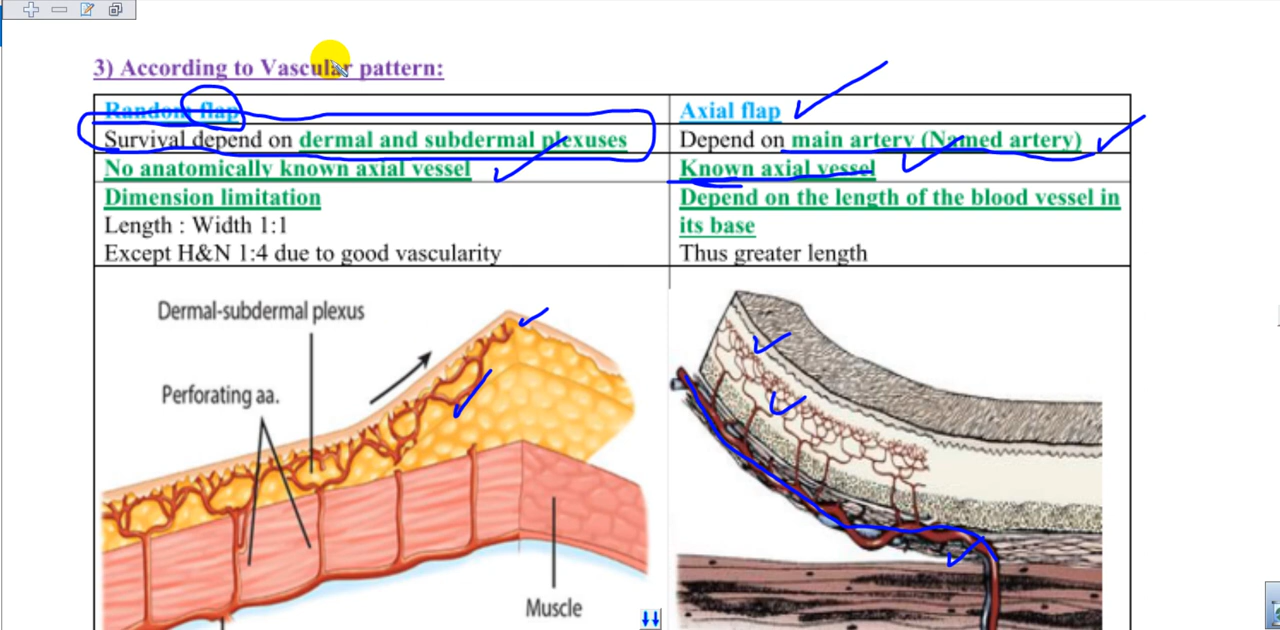 3) According to Vascular pattern:
Random flap
Axial flap
Survival depend on dermal and subdermal plexuses
Depend on main artery (Named artery)
No anatomically known axial vessel
Known axial vessel
Dimension limitation
Length : Width 1:1
Except H&N 1:4 due to good vascularity
Depend on the length of the blood vessel in
its base
Thus greater length
Dermal-subdermal plexus
Perforating aa.
Muscle